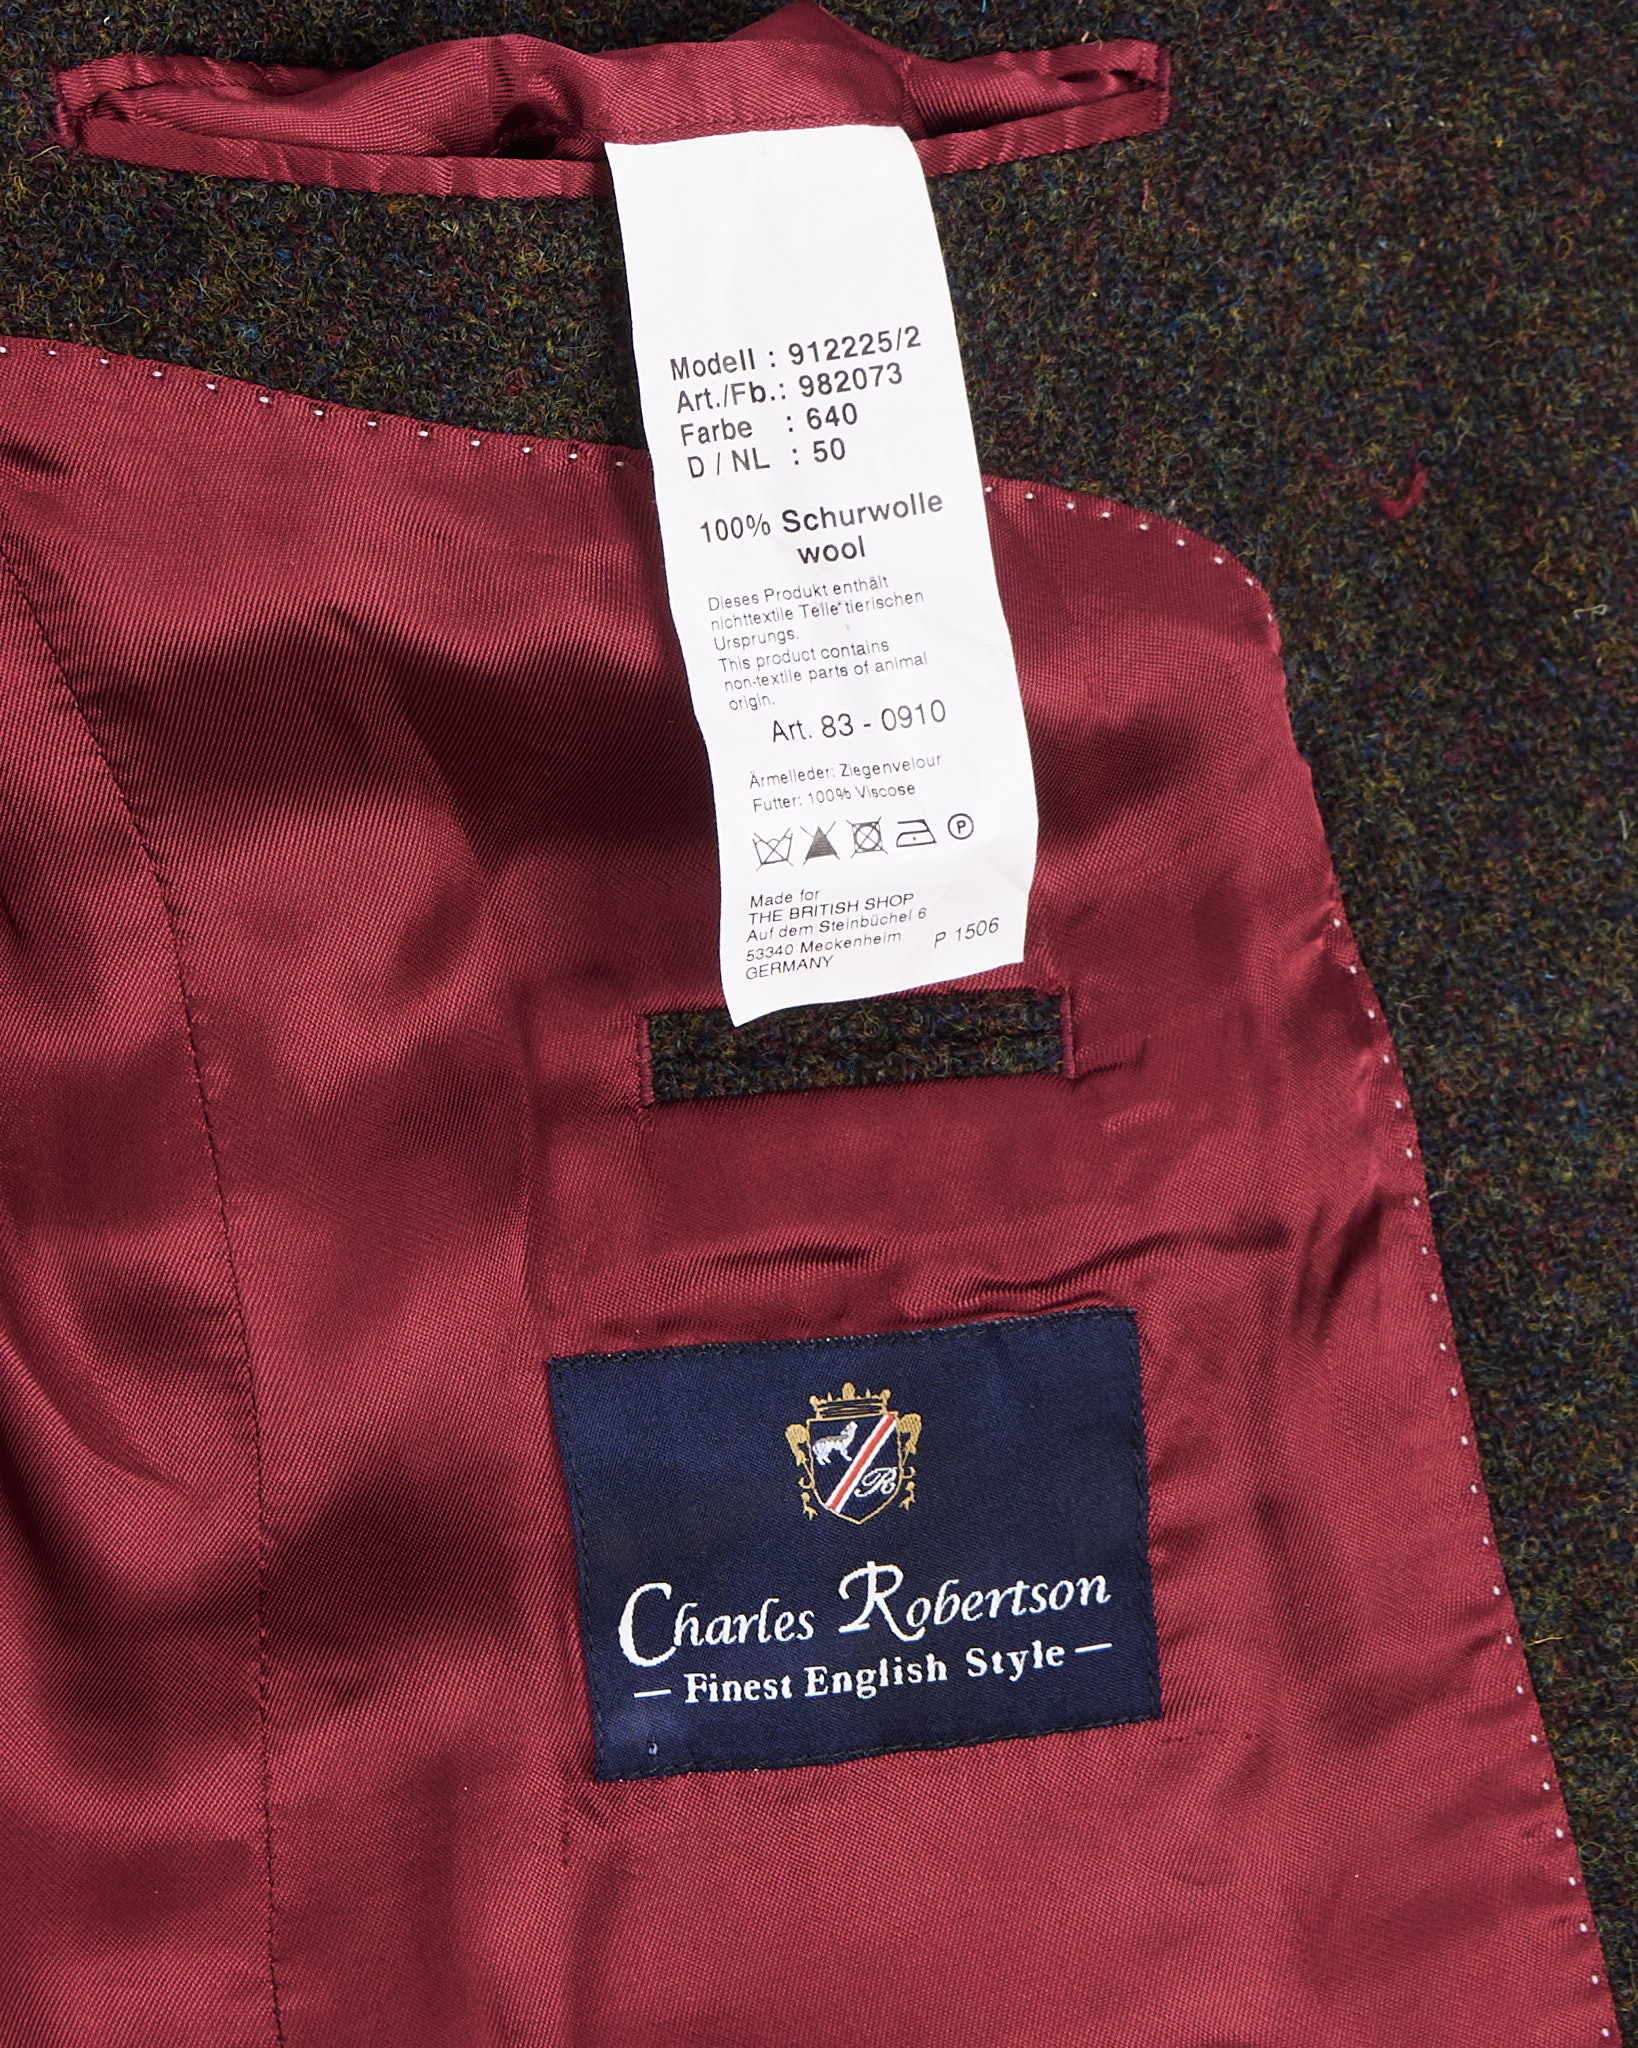 Modell : 912225/2
Art./Fb.: 982073
Farbe : 640
D / NL : 50
100% Schurwolle
wool
Dieses Produkt enthält
nichttextile Teile tierischen
Ursprungs.
This product contains
non-textile parts of animal
origin.
Art. 83 - 0910
Ärmelleder: Ziegenvelour
Futter: 100% Viscose
P
Made for
THE BRITISH SHOP
Auf dem Steinbüchel 6
53340 Meckenheim P 1506
GERMANY
R
Charles Robertson
— Finest English Style —